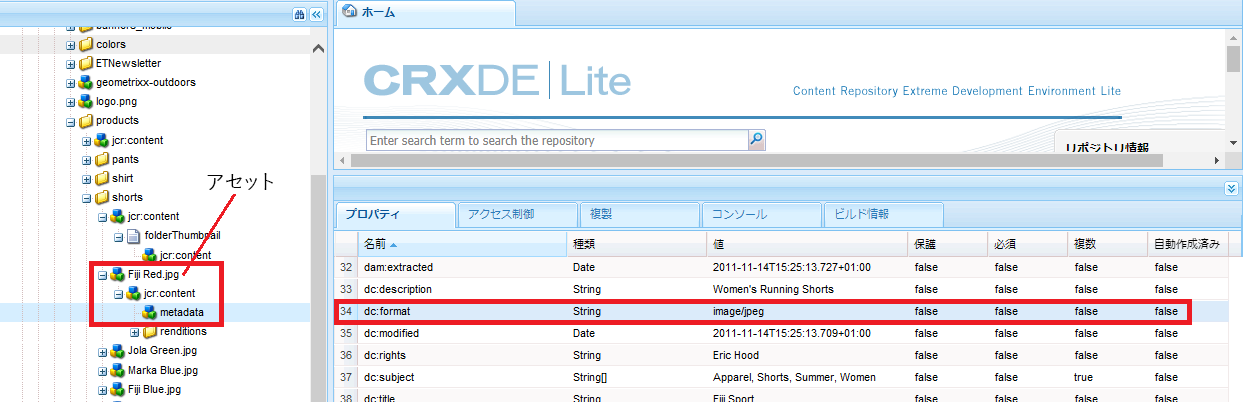 banners_mobile
colors
ETNewsletter
geometrixx-outdoors
logo.png
products
jcr:content
pants
shirt
shorts
jcr:content
folderThumbnail
jcr:content
Fiji Red.jpg
jcr:content
metadata
renditions
Jola Green.jpg
Marka Blue.jpg
Fiji Blue.jpg
アセット
ホーム
CRXDE Lite
Content Repository Extreme Development Environment Lite
Enter search term to search the repository
リポジトリ情報
プロパティ アクセス制御 複製 コンソール ビルド情報
名前 種類 値 保護 必須 複数 自動作成済み
32 dam:extracted Date 2011-11-14T15:25:13.727+01:00 false false false false
33 dc:description String Women's Running Shorts false false false false
34 dc:format String image/jpeg false false false false
35 dc:modified Date 2011-11-14T15:25:13.709+01:00 false false false false
36 dc:rights String Eric Hood false false false false
37 dc:subject String[] Apparel, Shorts, Summer, Women false false true false
38 dc:title String Fiji Sport false false false false